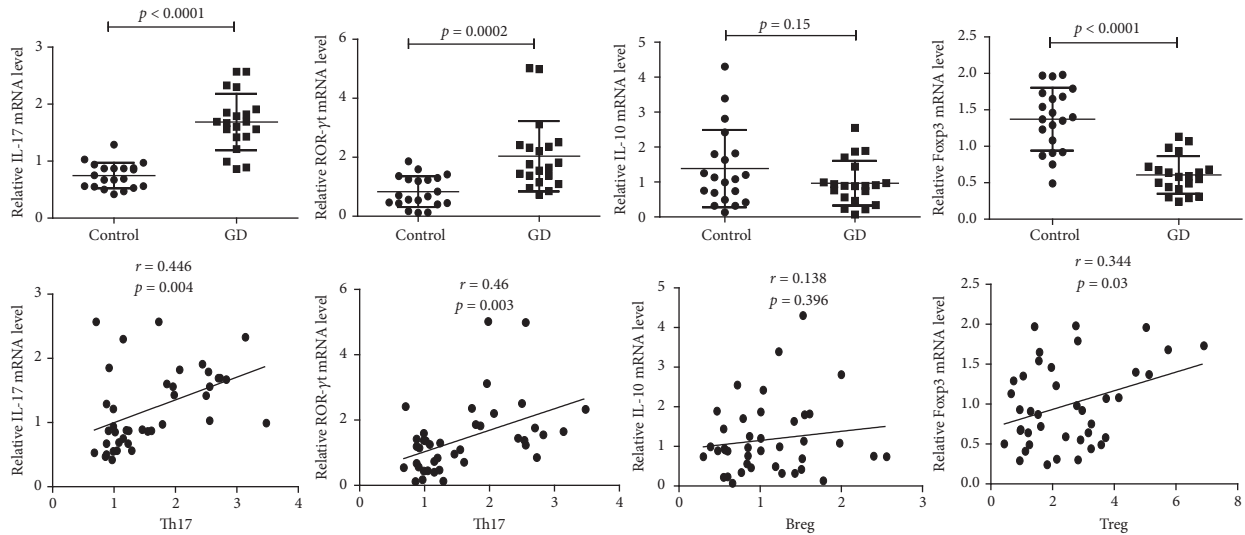 p < 0.0001
Relative IL-17 mRNA level
3
2
1
0
Control GD
p = 0.0002
Relative ROR-γt mRNA level
6
4
2
0
Control GD
p = 0.15
Relative IL-10 mRNA level
5
4
3
2
1
0
Control GD
p < 0.0001
Relative Foxp3 mRNA level
2.5
2.0
1.5
1.0
0.5
0.0
Control GD
r = 0.446
p = 0.004
Relative IL-17 mRNA level
3
2
1
0
0 1 2 3 4
Th17
r = 0.46
p = 0.003
Relative ROR-γt mRNA level
6
4
2
0
0 1 2 3 4
Th17
r = 0.138
p = 0.396
Relative IL-10 mRNA level
5
4
3
2
1
0
0 1 2 3
Breg
r = 0.344
p = 0.03
Relative Foxp3 mRNA level
2.5
2.0
1.5
1.0
0.5
0.0
0 2 4 6 8
Treg